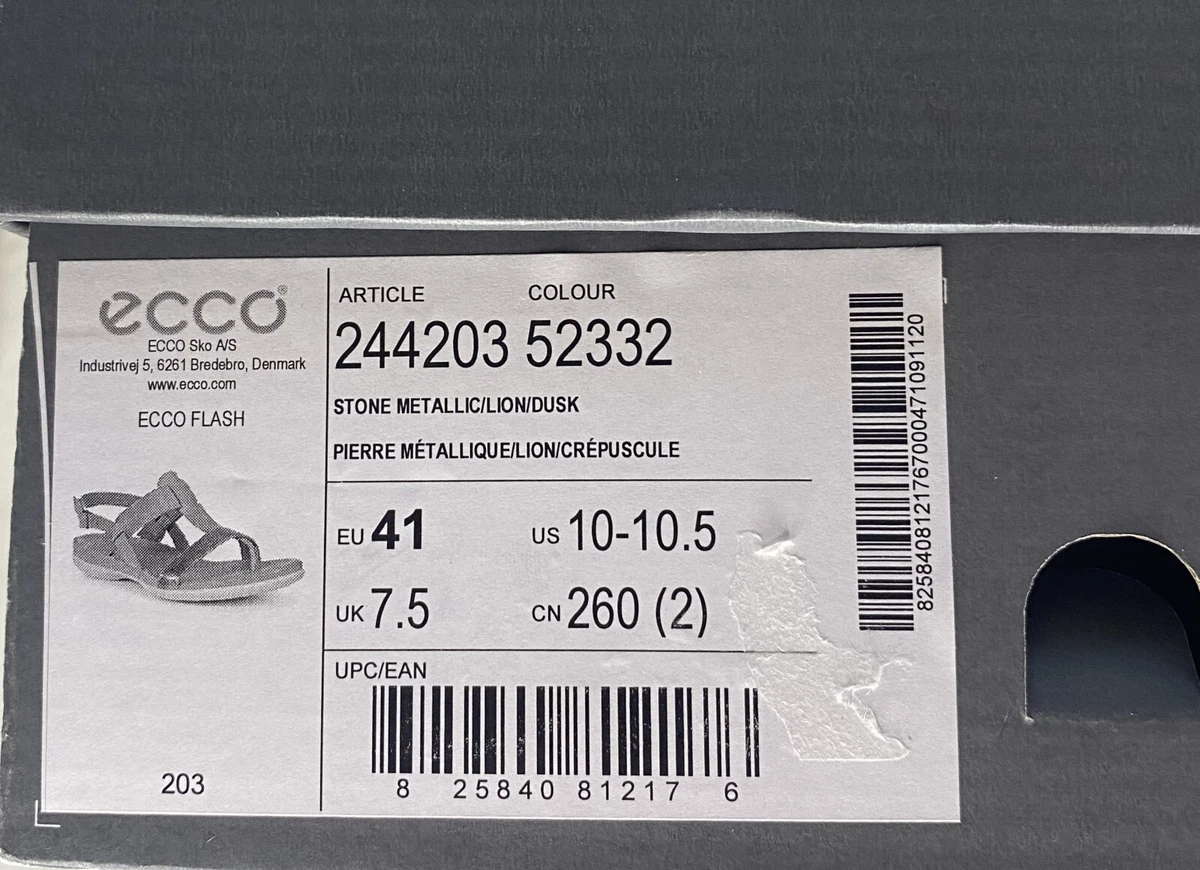 ecco®
ECCO Sko A/S
Industrivej 5, 6261 Bredebro, Denmark
www.ecco.com
ECCO FLASH
203
ARTICLE COLOUR
244203 52332
STONE METALLIC/LION/DUSK
PIERRE MÉTALLIQUE/LION/CRÉPUSCULE
EU 41 US 10-10.5
UK 7.5 CN 260 (2)
UPC/EAN
8 25840 81217 6
825840812176700047109112​0